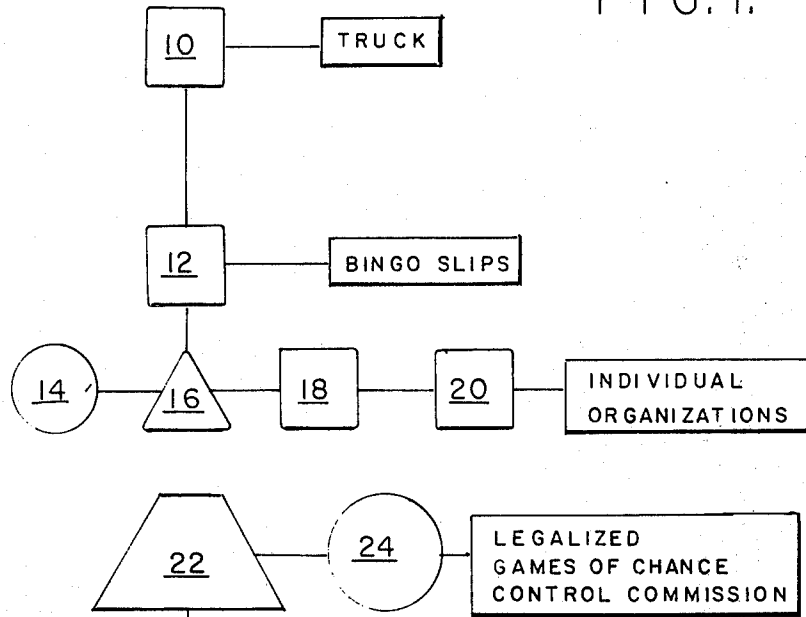 FIG. 1.
10
TRUCK
12
BINGO SLIPS
14
16
18
20
INDIVIDUAL
ORGANIZATIONS
22
24
LEGALIZED
GAMES OF CHANCE
CONTROL COMMISSION